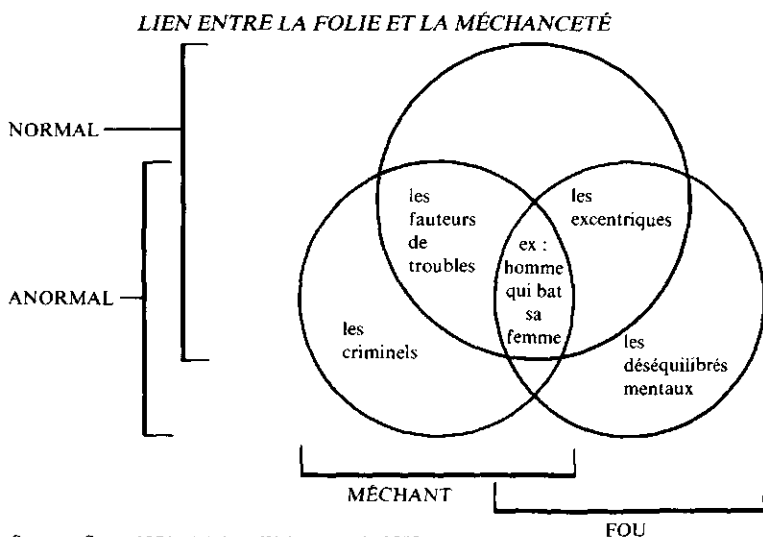 LIEN ENTRE LA FOLIE ET LA MÉCHANCETÉ
NORMAL
ANORMAL
les
fauteurs
de
troubles
les
excentriques
ex :
homme
qui bat
sa
femme
les
criminels
les
déséquilibrés
mentaux
MÉCHANT
FOU